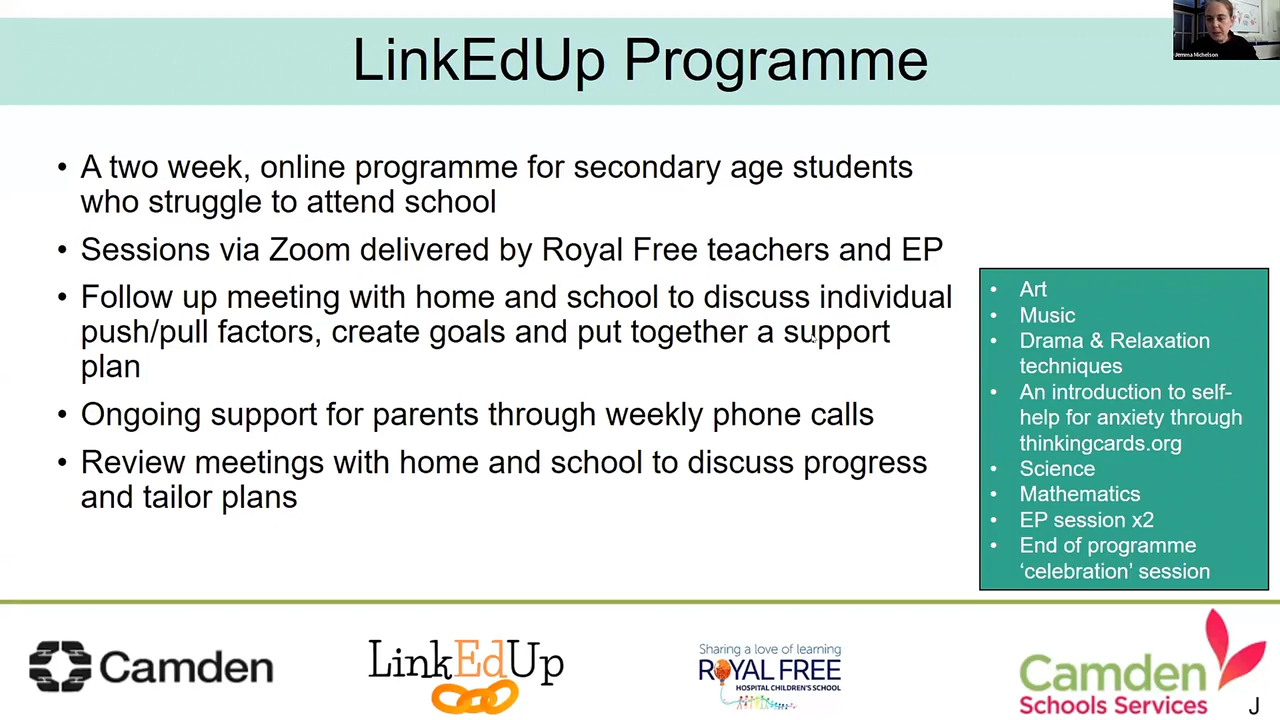 LinkEdUp Programme
Jemma Michelson
• A two week, online programme for secondary age students
who struggle to attend school
• Sessions via Zoom delivered by Royal Free teachers and EP
• Follow up meeting with home and school to discuss individual
push/pull factors, create goals and put together a support
plan
• Ongoing support for parents through weekly phone calls
• Review meetings with home and school to discuss progress
and tailor plans
• Art
• Music
• Drama & Relaxation
techniques
• An introduction to self-
help for anxiety through
thinkingcards.org
• Science
• Mathematics
• EP session x2
• End of programme
‘celebration’ session
Camden
LinkEdUp
Sharing a love of learning
ROYAL FREE
HOSPITAL CHILDREN'S SCHOOL
Camden
Schools Services
J